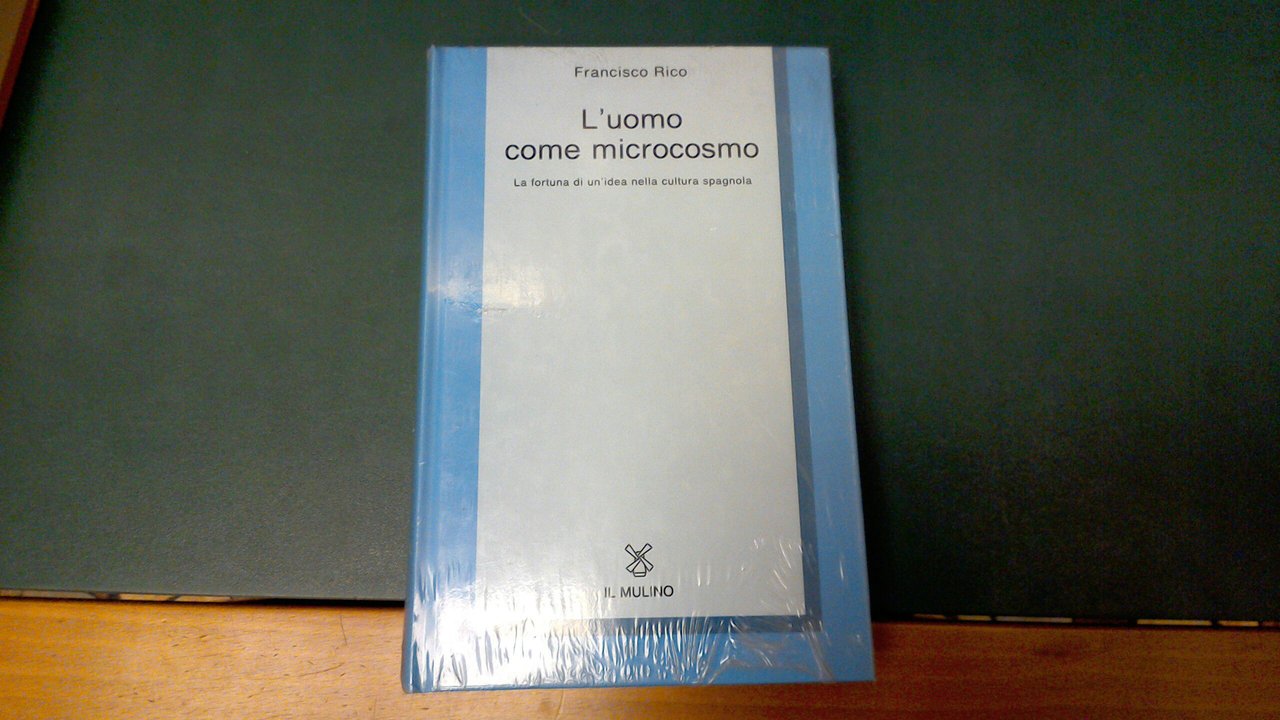 Francisco Rico
L'uomo
come microcosmo
La fortuna di un'idea nella cultura spagnola
IL MULINO